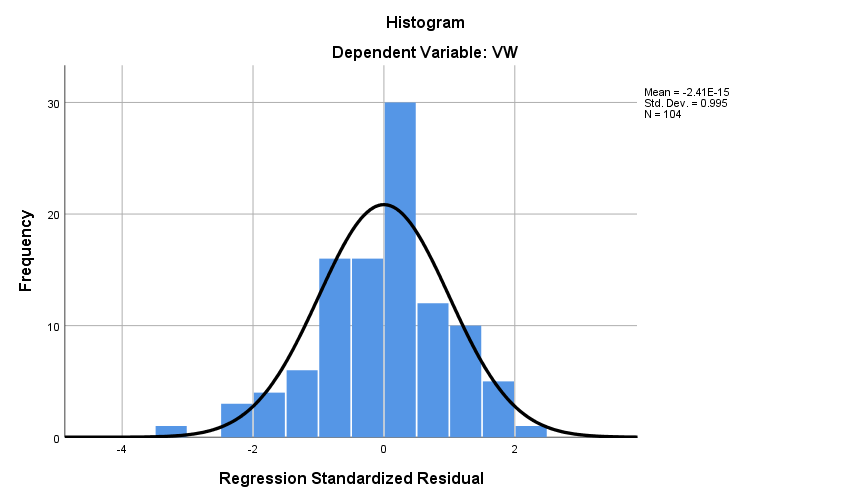 Histogram
Dependent Variable: VW
Mean = -2.41E-15
Std. Dev. = 0.995
N = 104
Frequency
30
20
10
0
-4
-2
0
2
Regression Standardized Residual